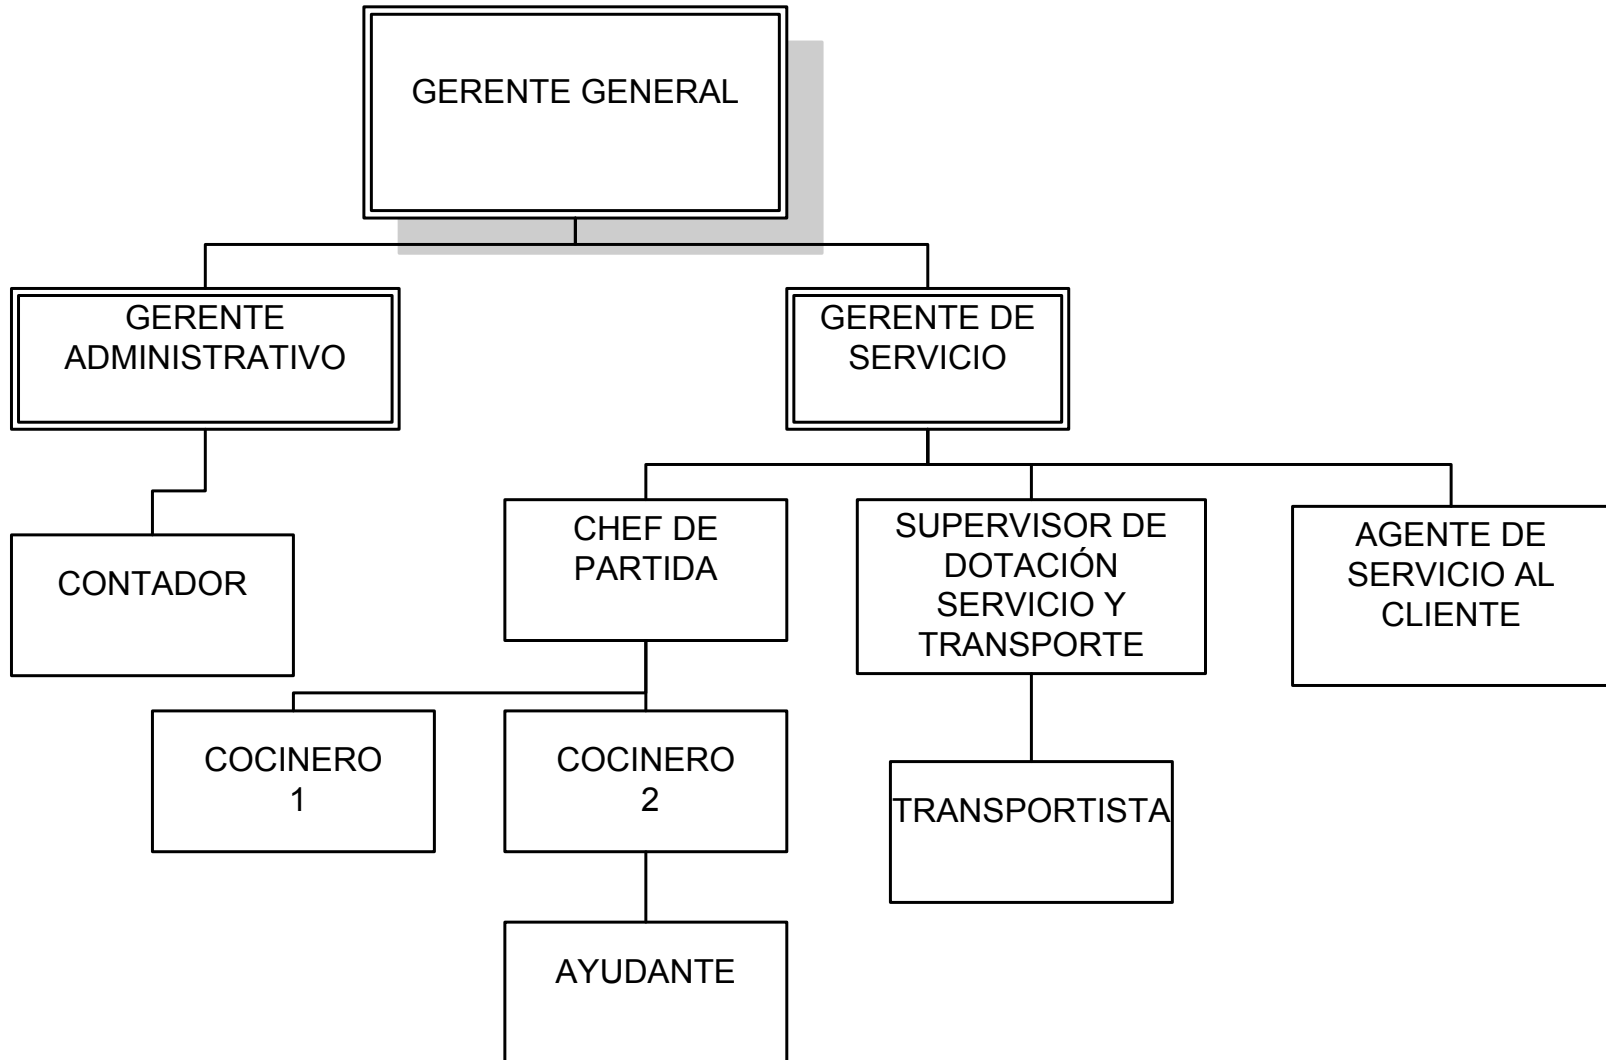 GERENTE GENERAL
GERENTE
ADMINISTRATIVO
GERENTE DE
SERVICIO
CONTADOR
CHEF DE
PARTIDA
SUPERVISOR DE
DOTACIÓN
SERVICIO Y
TRANSPORTE
AGENTE DE
SERVICIO AL
CLIENTE
COCINERO
1
COCINERO
2
TRANSPORTISTA
AYUDANTE